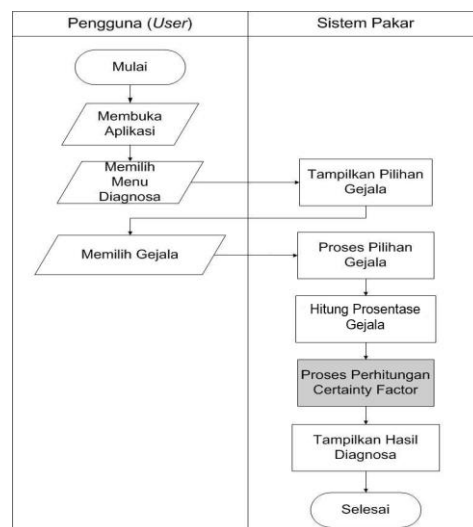 Pengguna (User)
Sistem Pakar
Mulai
Membuka
Aplikasi
Memilih
Menu
Diagnosa
Tampilkan Pilihan
Gejala
Memilih Gejala
Proses Pilihan
Gejala
Hitung Prosentase
Gejala
Proses Perhitungan
Certainty Factor
Tampilkan Hasil
Diagnosa
Selesai